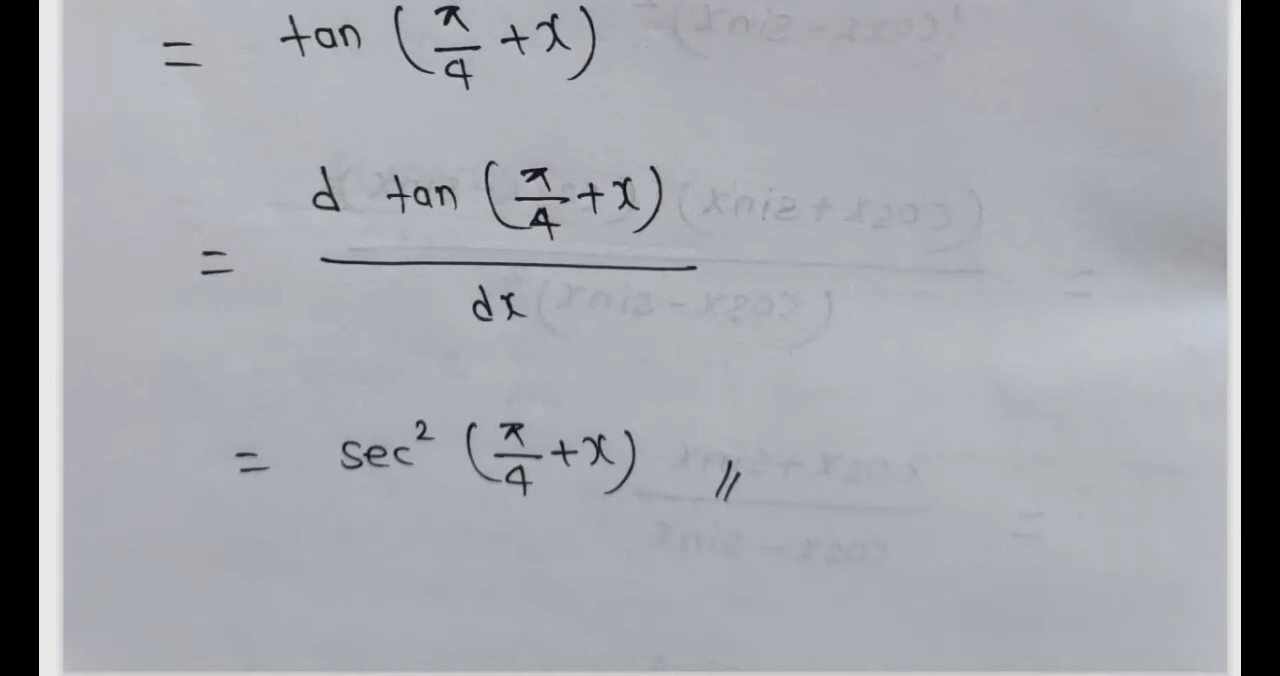 = tan (π/4 + x)
= d tan (π/4 + x) / dx
= sec² (π/4 + x) //